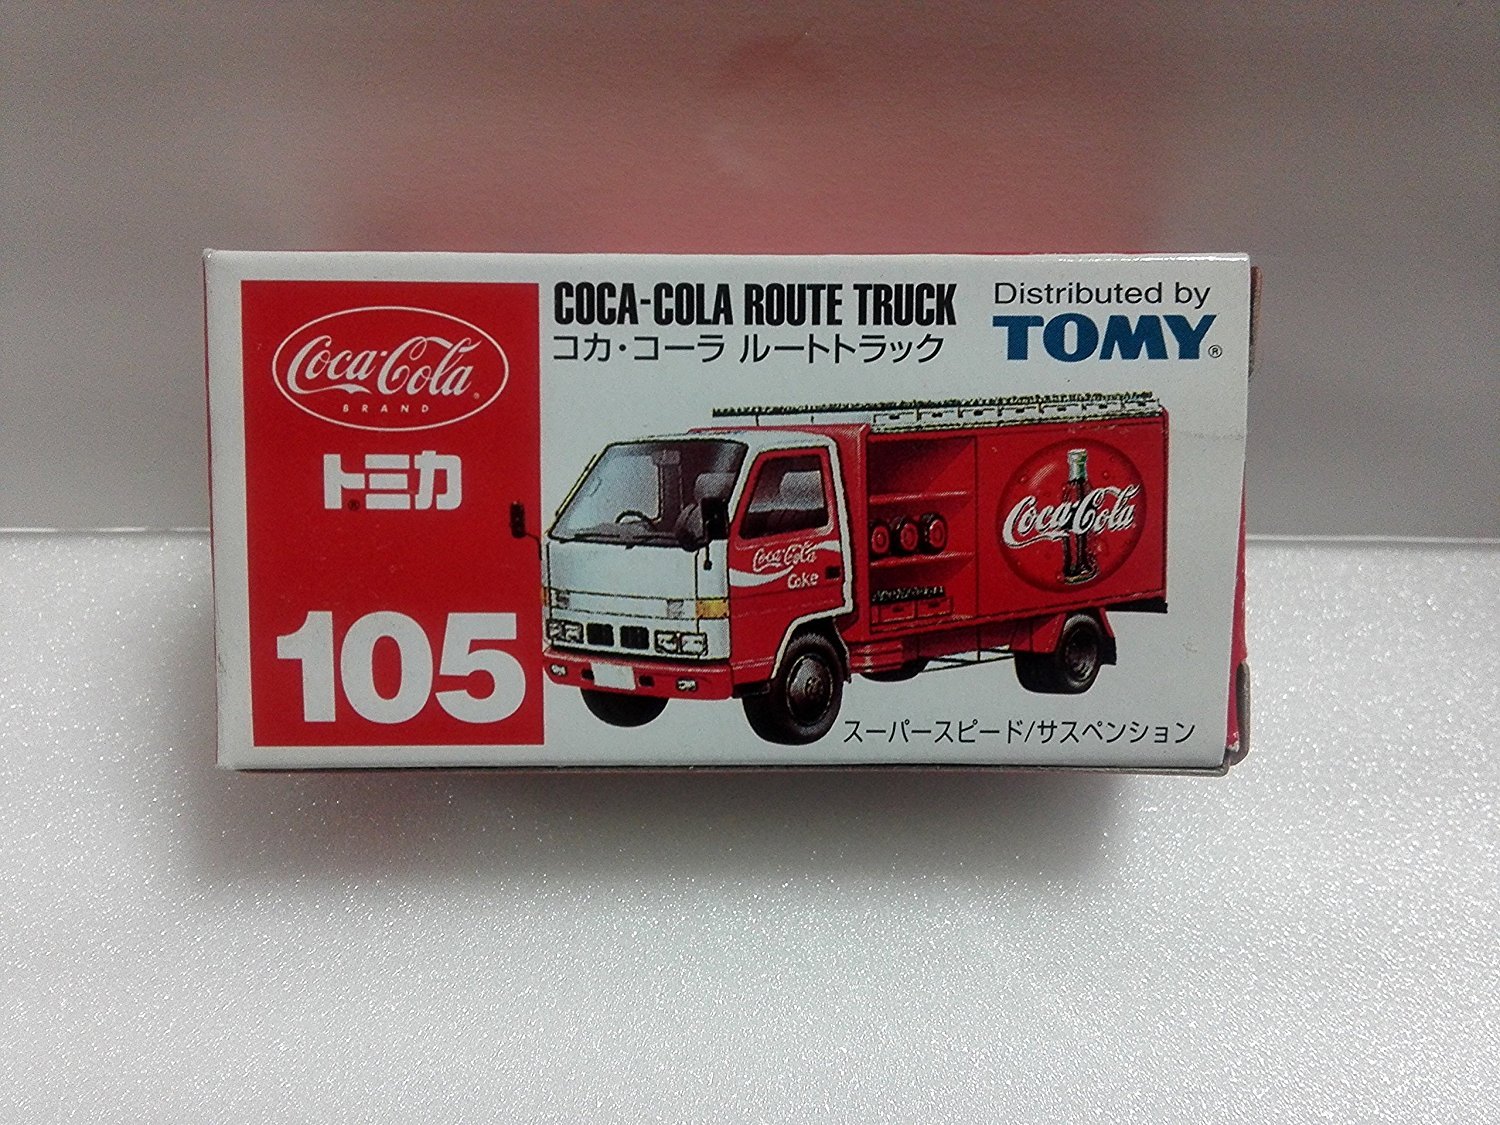 Coca-Cola®
BRAND
トミカ®
105
COCA-COLA ROUTE TRUCK
コカ・コーラ ルートトラック
Distributed by
TOMY®
Coca-Cola
Coke
Coca-Cola
スーパースピード/サスペンション